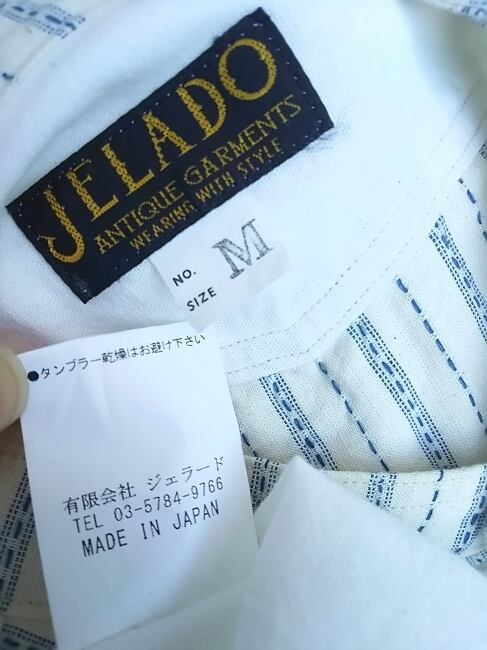 JELADO
ANTIQUE GARMENTS
WEARING WITH STYLE
NO.
SIZE M
●タンブラー乾燥はお避け下さい
有限会社 ジェラード
TEL 03-5784-9766
MADE IN JAPAN